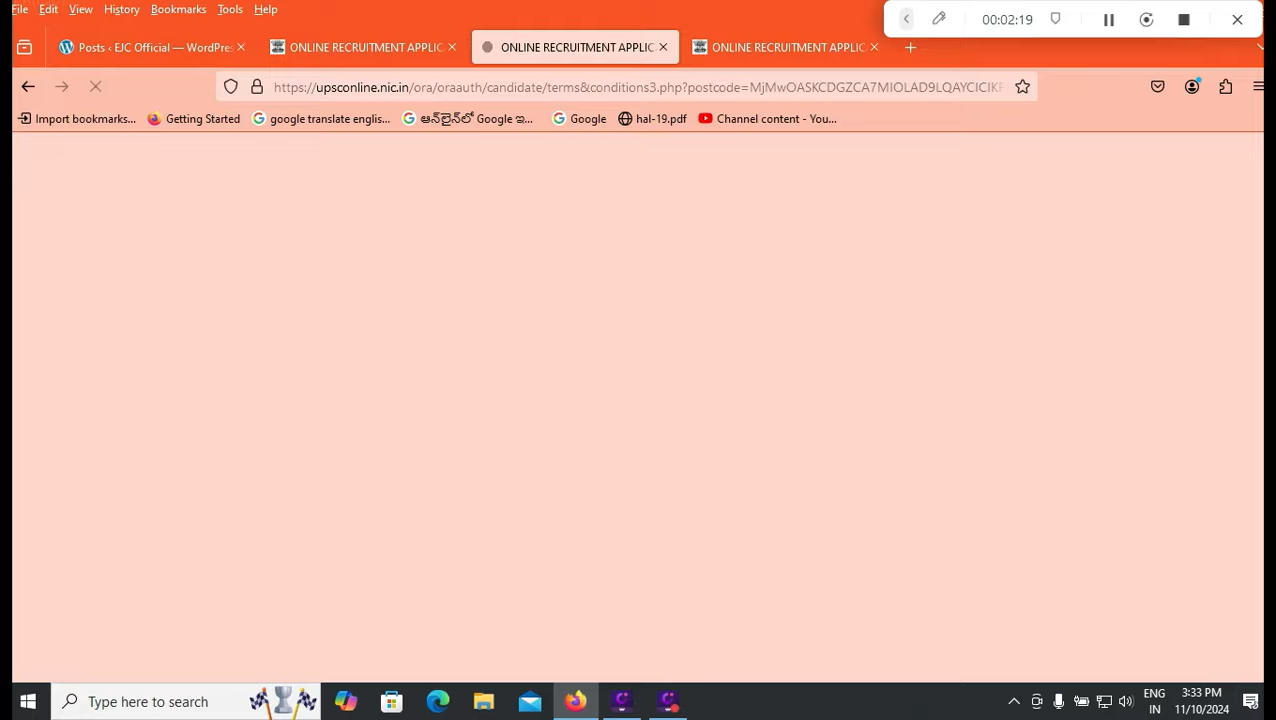 File Edit View History Bookmarks Tools Help
00:02:19
Posts ‹ EJC Official — WordPres
ONLINE RECRUITMENT APPLIC
ONLINE RECRUITMENT APPLIC
ONLINE RECRUITMENT APPLIC
https://upsconline.nic.in/ora/oraauth/candidate/terms&conditions3.php?postcode=MjMwOASKCDGZCA7MIOLAD9LQAYCICIK
Import bookmarks... Getting Started google translate englis... ఆన్‌లైన్‌లో Google ఇ... Google hal-19.pdf Channel content - You...
Type here to search
ENG 3:33 PM
IN 11/10/2024